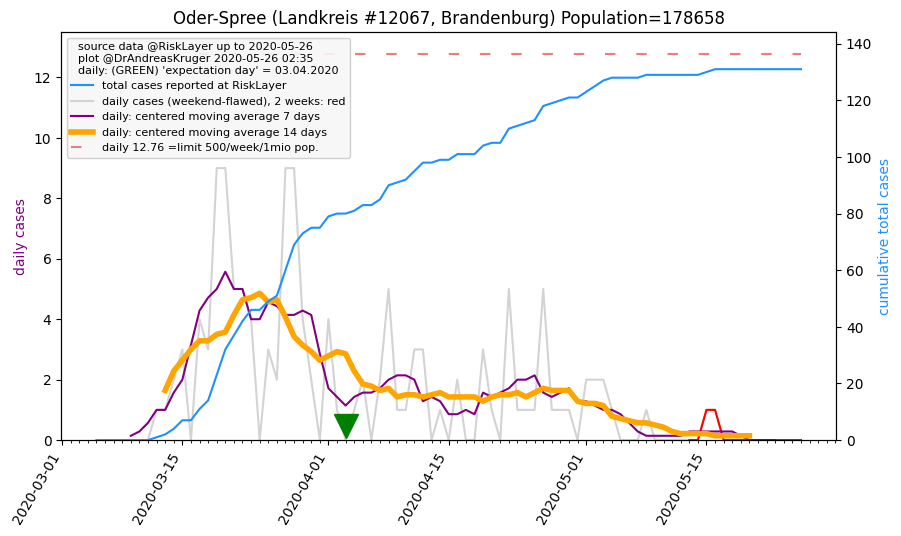 Oder-Spree (Landkreis #12067, Brandenburg) Population=178658
source data @RiskLayer up to 2020-05-26
plot @DrAndreasKruger 2020-05-26 02:35
daily: (GREEN) 'expectation day' = 03.04.2020
total cases reported at RiskLayer
daily cases (weekend-flawed), 2 weeks: red
daily: centered moving average 7 days
daily: centered moving average 14 days
daily 12.76 =limit 500/week/1mio pop.
daily cases
12
10
8
6
4
2
0
cumulative total cases
140
120
100
80
60
40
20
0
2020-03-01
2020-03-15
2020-04-01
2020-04-15
2020-05-01
2020-05-15